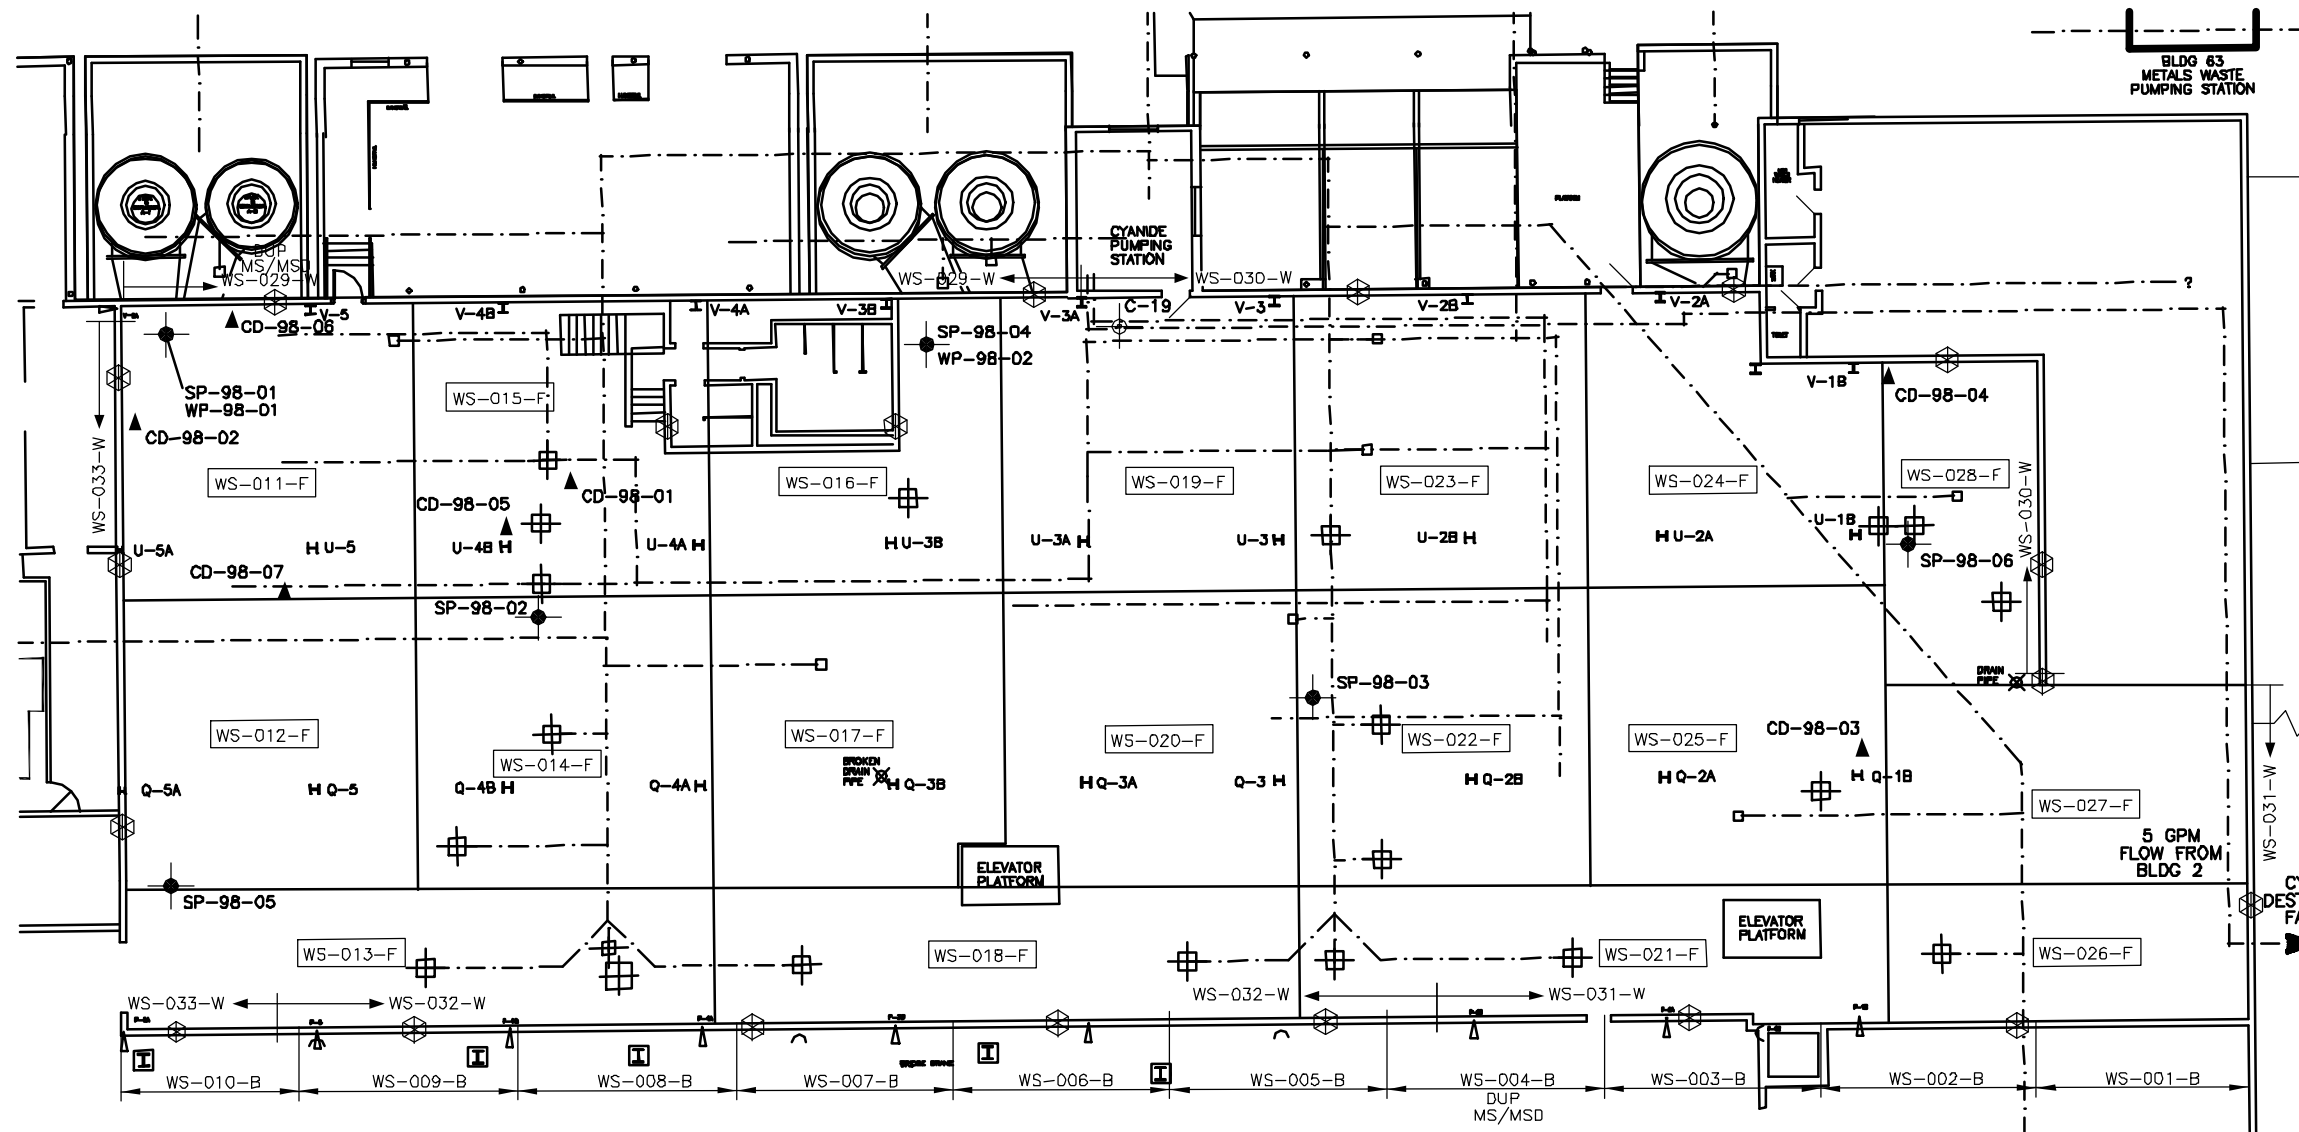 BLDG 63
METALS WASTE
PUMPING STATION
CYANIDE
PUMPING
STATION
DUP
MS/MSD
WS-029-W
WS-029-W
WS-030-W
PLATFORM
TOILET
?
V-5A
V-5
V-4B
V-4A
V-3B
V-3A
C-19
V-3
V-2B
V-2A
V-1B
CD-98-06
SP-98-04
WP-98-02
SP-98-01
WP-98-01
CD-98-02
CD-98-04
WS-033-W
WS-015-F
WS-011-F
CD-98-05
CD-98-01
WS-016-F
WS-019-F
WS-023-F
WS-024-F
WS-028-F
WS-030-W
U-5A
U-5
U-4B
U-4A
U-3B
U-3A
U-3
U-2B
U-2A
U-1B
CD-98-07
SP-98-06
SP-98-02
SP-98-03
DRAIN
PIPE
WS-012-F
WS-014-F
WS-017-F
WS-020-F
WS-022-F
WS-025-F
CD-98-03
BROKEN
DRAIN
PIPE
Q-5A
Q-5
Q-4B
Q-4A
Q-3B
Q-3A
Q-3
Q-2B
Q-2A
Q-1B
WS-027-F
WS-031-W
5 GPM
FLOW FROM
BLDG 2
ELEVATOR
PLATFORM
SP-98-05
CY
DEST
FA
ELEVATOR
PLATFORM
WS-013-F
WS-018-F
WS-021-F
WS-026-F
WS-033-W
WS-032-W
WS-032-W
WS-031-W
BRIDGE CRANE
WS-010-B
WS-009-B
WS-008-B
WS-007-B
WS-006-B
WS-005-B
WS-004-B
WS-003-B
WS-002-B
WS-001-B
DUP
MS/MSD